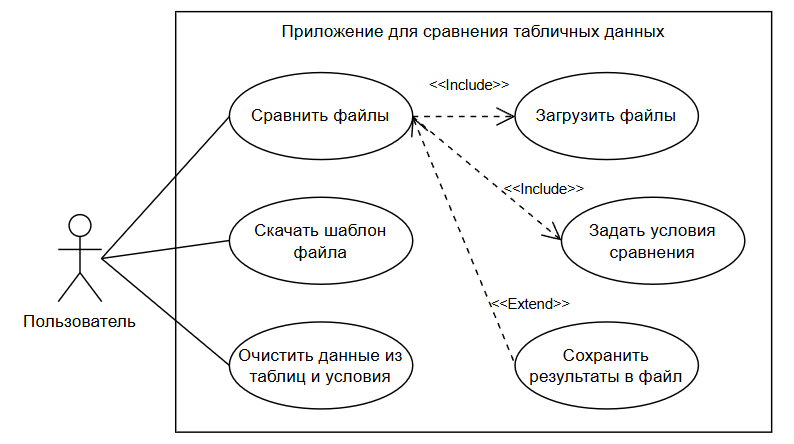 Приложение для сравнения табличных данных
<<Include>>
Сравнить файлы
Загрузить файлы
<<Include>>
Скачать шаблон
файла
Задать условия
сравнения
Пользователь
<<Extend>>
Очистить данные из
таблиц и условия
Сохранить
результаты в файл